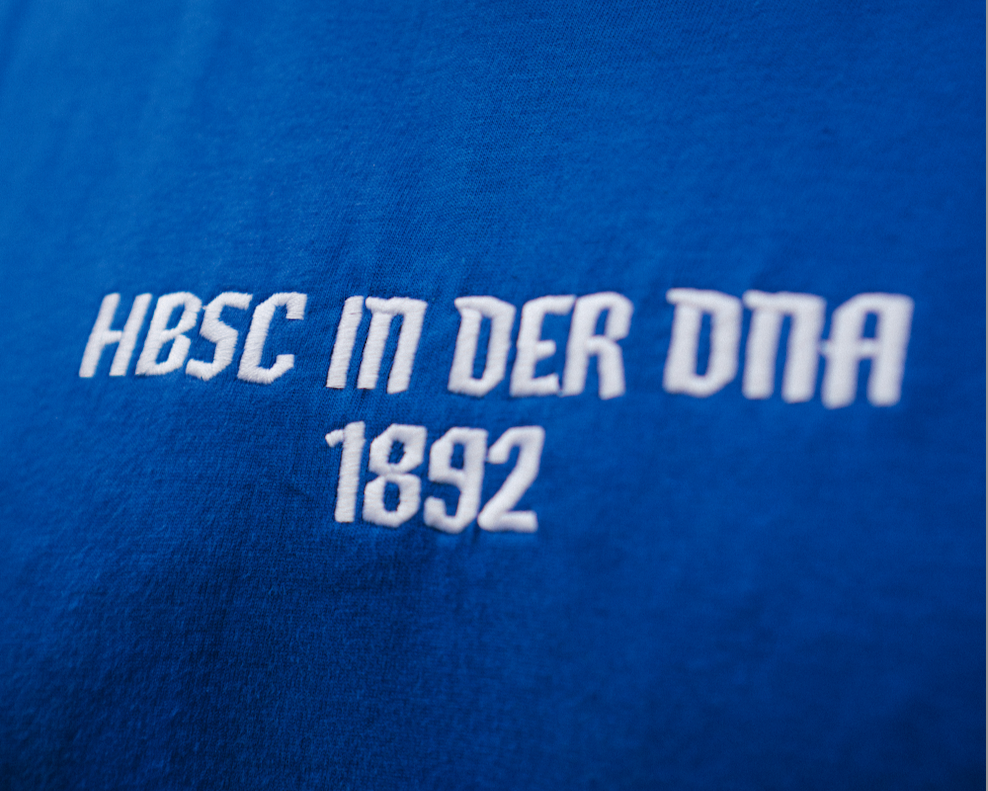 HBSC IN DER DNA
1892